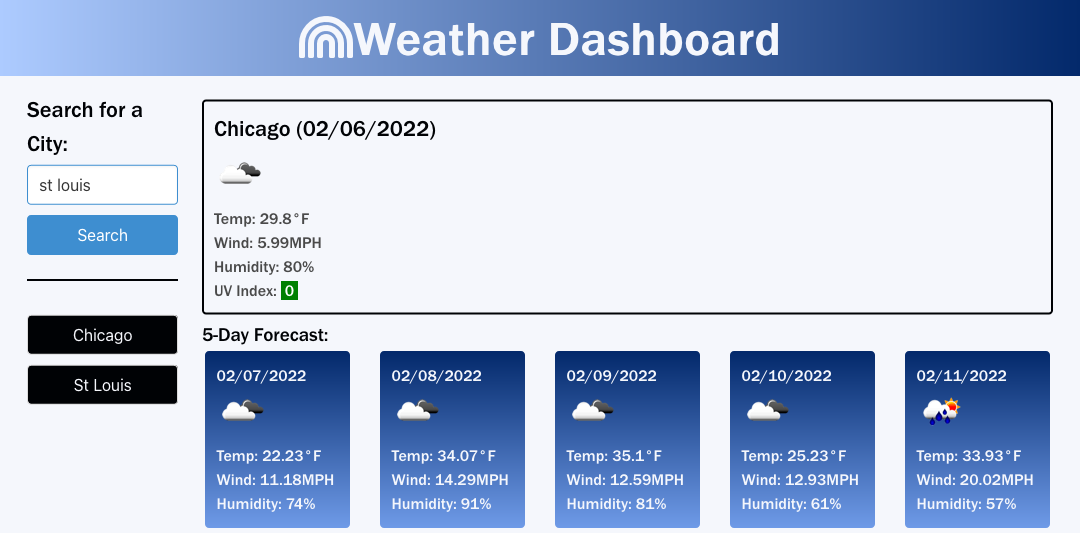 Weather Dashboard
Search for a
City:
st louis
Search
Chicago
St Louis
Chicago (02/06/2022)
Temp: 29.8°F
Wind: 5.99MPH
Humidity: 80%
UV Index: 0
5-Day Forecast:
02/07/2022
Temp: 22.23°F
Wind: 11.18MPH
Humidity: 74%
02/08/2022
Temp: 34.07°F
Wind: 14.29MPH
Humidity: 91%
02/09/2022
Temp: 35.1°F
Wind: 12.59MPH
Humidity: 81%
02/10/2022
Temp: 25.23°F
Wind: 12.93MPH
Humidity: 61%
02/11/2022
Temp: 33.93°F
Wind: 20.02MPH
Humidity: 57%